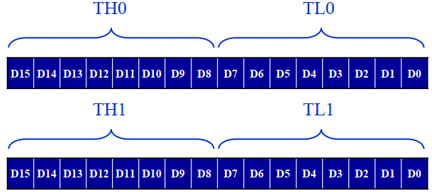 TH0 TL0
D15 D14 D13 D12 D11 D10 D9 D8 D7 D6 D5 D4 D3 D2 D1 D0
TH1 TL1
D15 D14 D13 D12 D11 D10 D9 D8 D7 D6 D5 D4 D3 D2 D1 D0